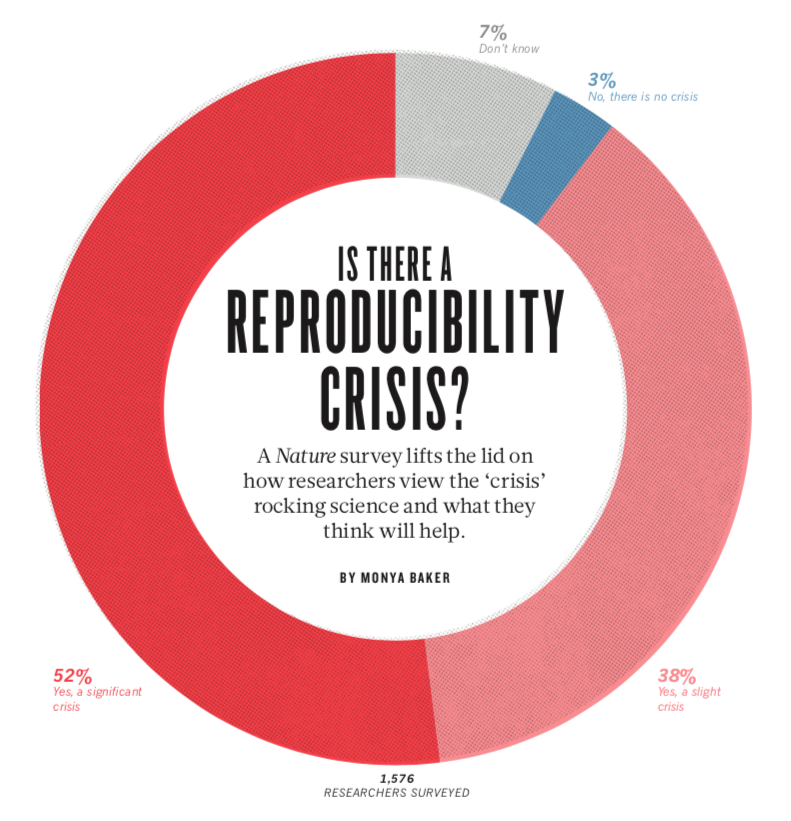 7%
Don't know
3%
No, there is no crisis
IS THERE A
REPRODUCIBILITY
CRISIS?
A Nature survey lifts the lid on
how researchers view the ‘crisis’
rocking science and what they
think will help.
BY MONYA BAKER
52%
Yes, a significant
crisis
38%
Yes, a slight
crisis
1,576
RESEARCHERS SURVEYED